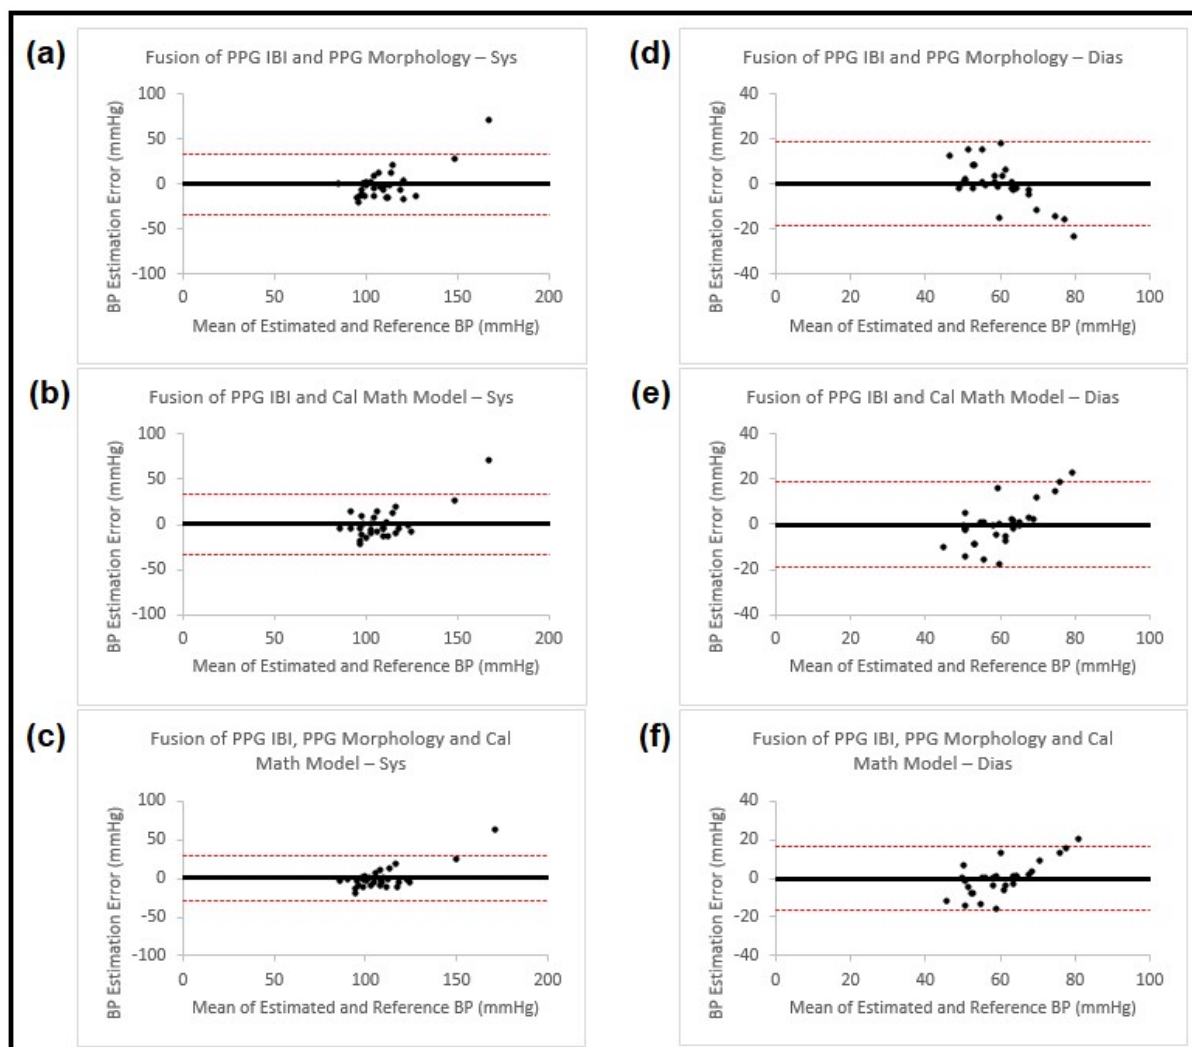 (a)
Fusion of PPG IBI and PPG Morphology – Sys
BP Estimation Error (mmHg)
100
50
0
-50
-100
0 50 100 150 200
Mean of Estimated and Reference BP (mmHg)
(d)
Fusion of PPG IBI and PPG Morphology – Dias
BP Estimation Error (mmHg)
40
20
0
-20
-40
0 20 40 60 80 100
Mean of Estimated and Reference BP (mmHg)
(b)
Fusion of PPG IBI and Cal Math Model – Sys
BP Estimation Error (mmHg)
100
50
0
-50
-100
0 50 100 150 200
Mean of Estimated and Reference BP (mmHg)
(e)
Fusion of PPG IBI and Cal Math Model – Dias
BP Estimation Error (mmHg)
40
20
0
-20
-40
0 20 40 60 80 100
Mean of Estimated and Reference BP (mmHg)
(c)
Fusion of PPG IBI, PPG Morphology and Cal
Math Model – Sys
BP Estimation Error (mmHg)
100
50
0
-50
-100
0 50 100 150 200
Mean of Estimated and Reference BP (mmHg)
(f)
Fusion of PPG IBI, PPG Morphology and Cal
Math Model – Dias
BP Estimation Error (mmHg)
40
20
0
-20
-40
0 20 40 60 80 100
Mean of Estimated and Reference BP (mmHg)